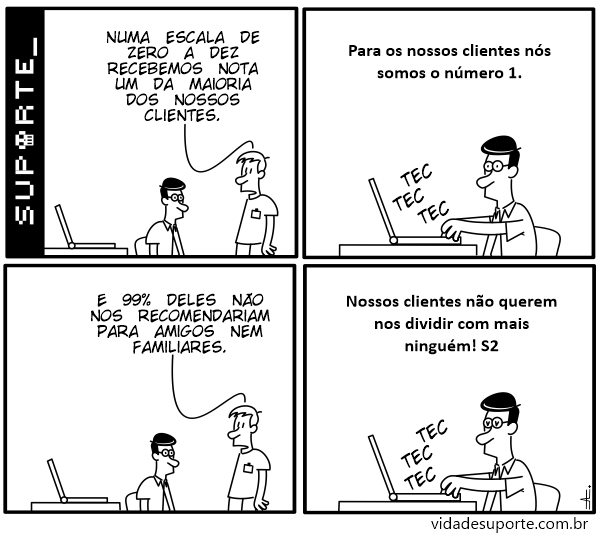 SUPORTE_
NUMA ESCALA DE
ZERO A DEZ
RECEBEMOS NOTA
UM DA MAIORIA
DOS NOSSOS
CLIENTES.
Para os nossos clientes nós
somos o número 1.
TEC
TEC
TEC
E 99% DELES NÃO
NOS RECOMENDARIAM
PARA AMIGOS NEM
FAMILIARES.
Nossos clientes não querem
nos dividir com mais
ninguém! S2
TEC
TEC
TEC
vidadesuporte.com.br